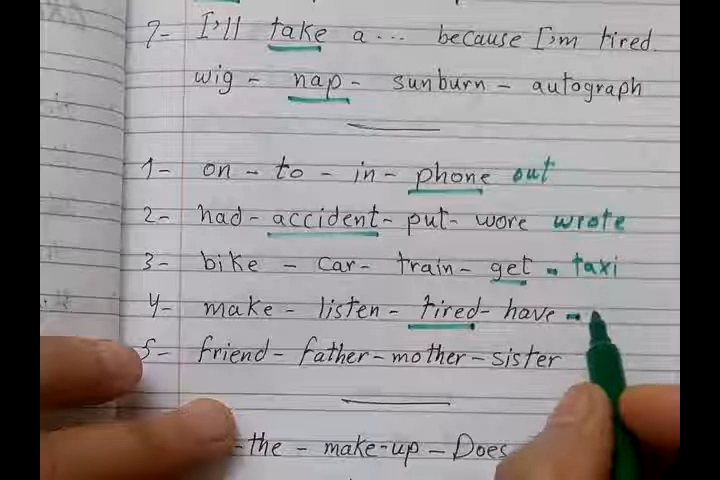 7- I'll take a ... because I'm tired.
wig - nap - sunburn - autograph
1- on - to - in - phone out
2- had - accident - put - wore wrote
3- bike - car - train - get - taxi
4- make - listen - tired - have -
5- friend - father - mother - sister
- the - make-up - Does